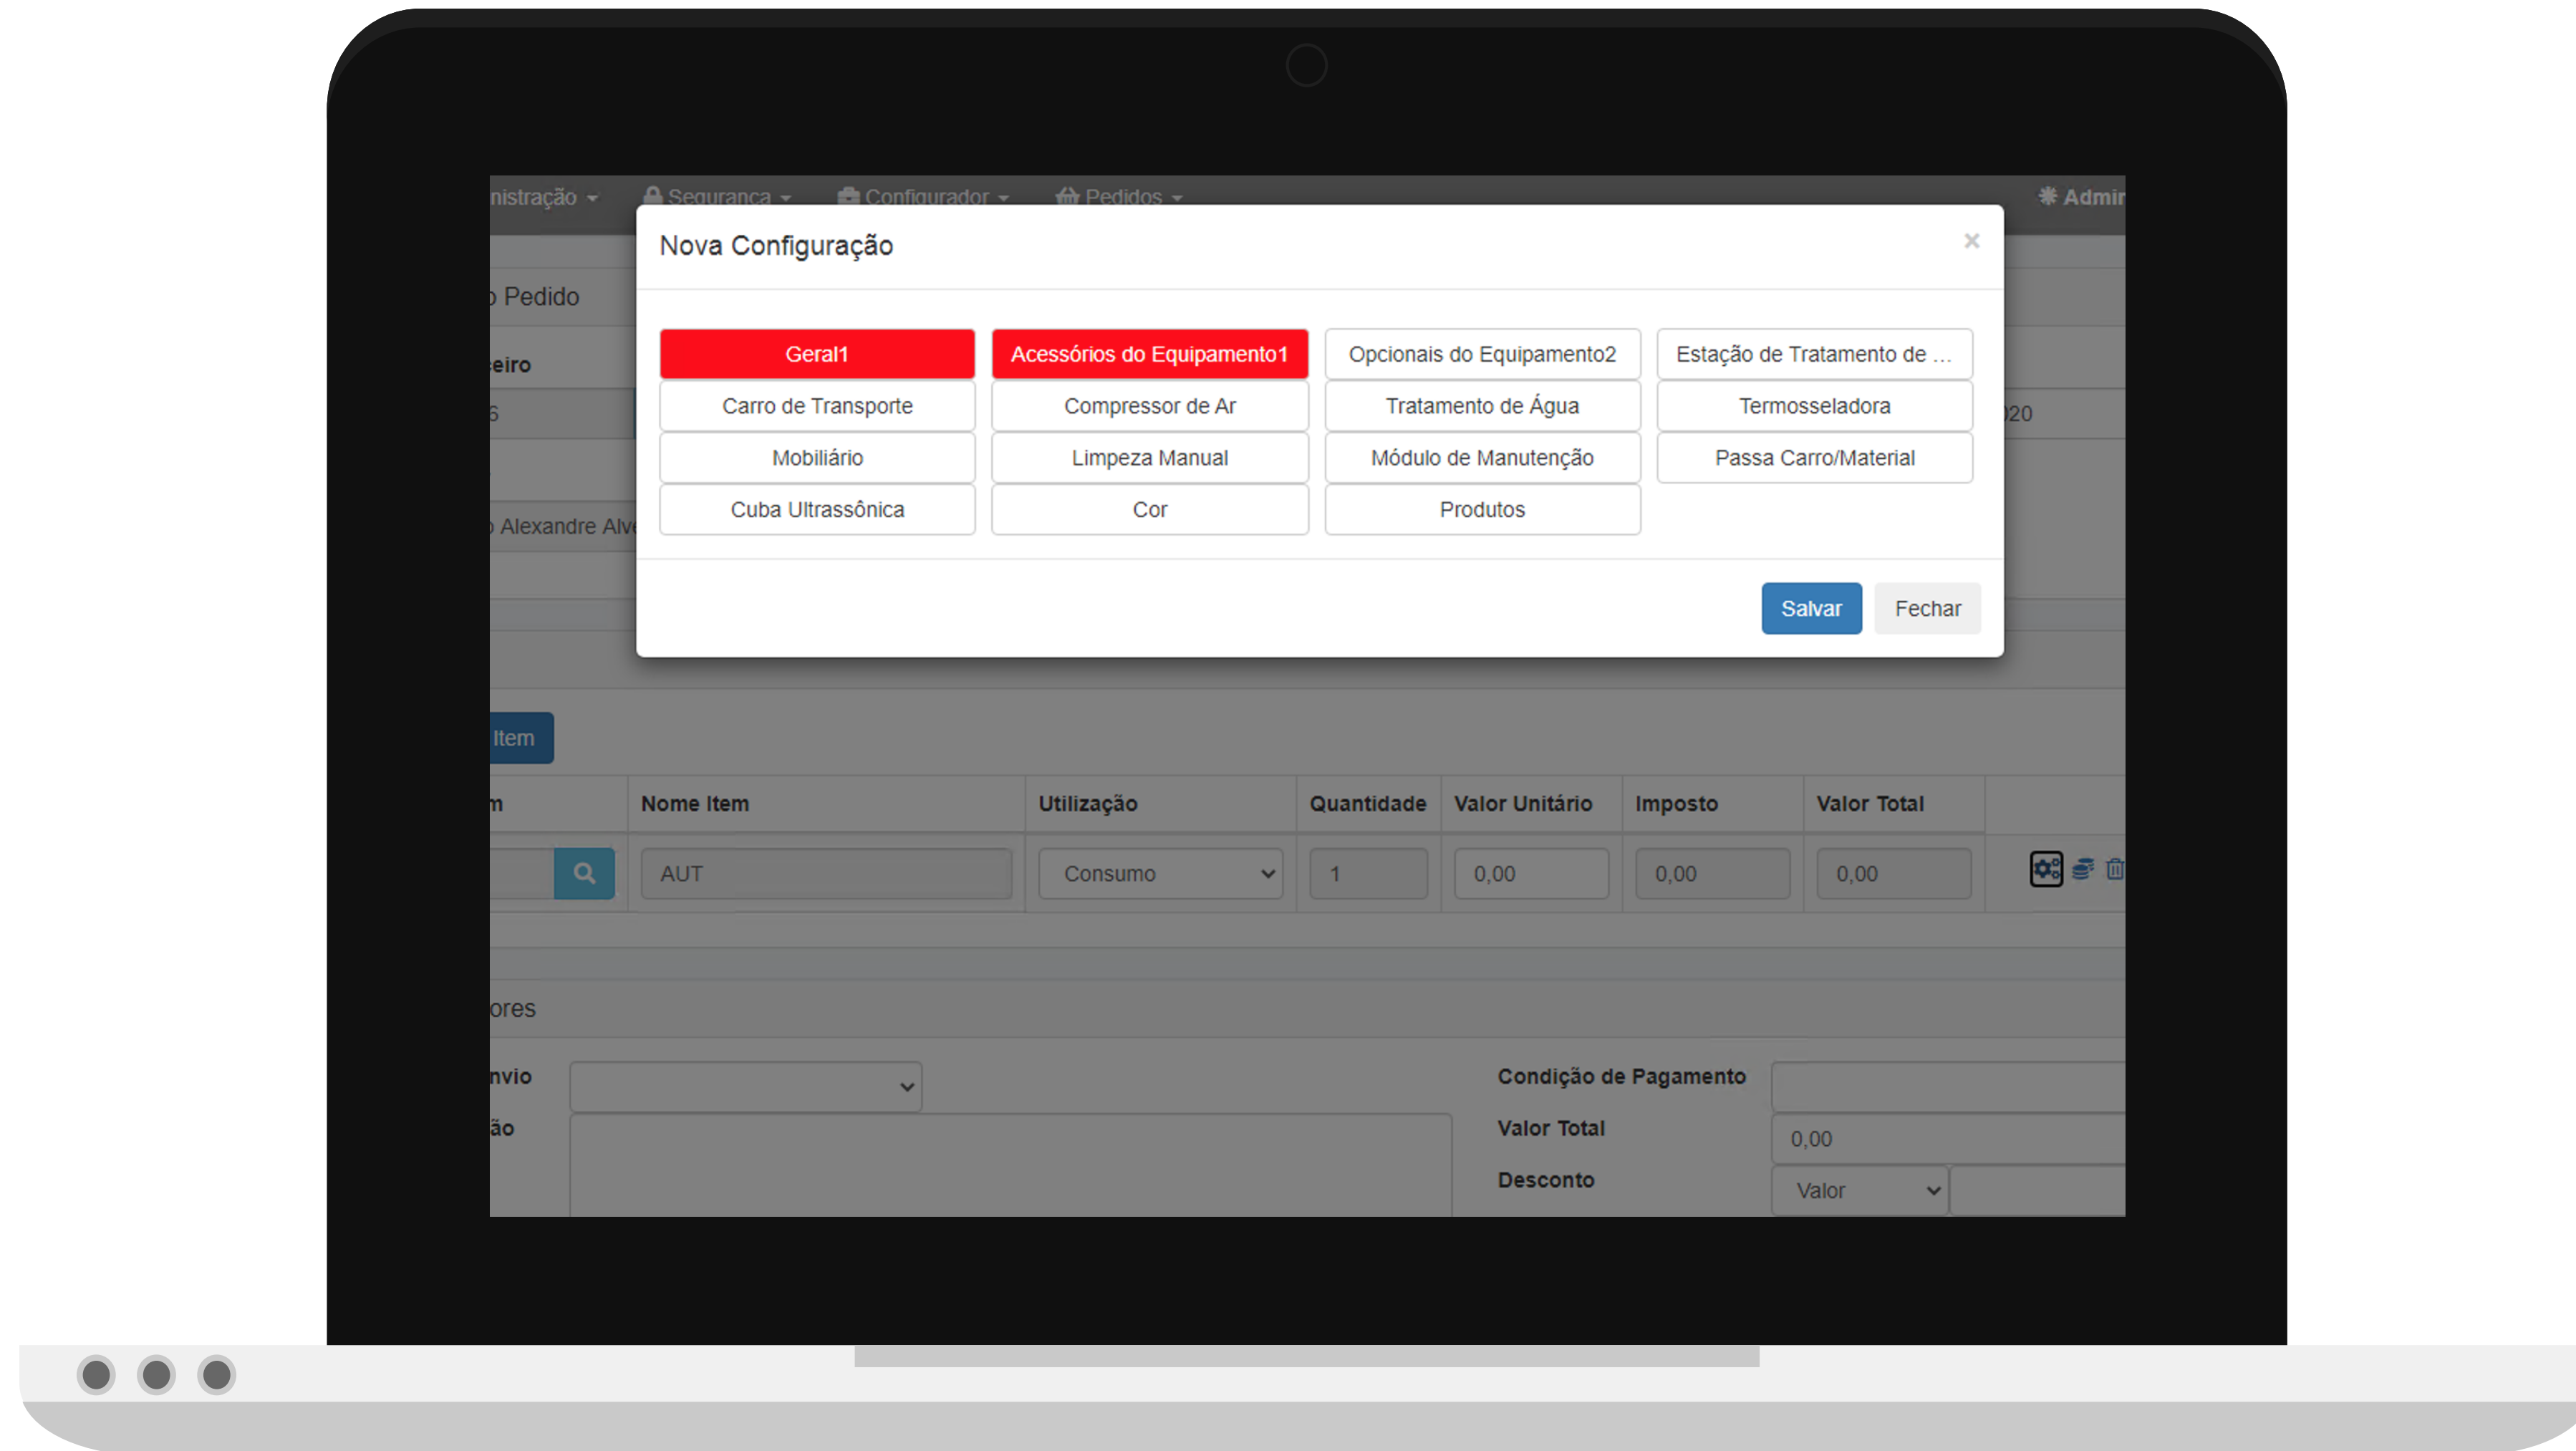 nistração Segurança Configurador Pedidos Admin
Nova Configuração ×
o Pedido
Geral1 Acessórios do Equipamento1 Opcionais do Equipamento2 Estação de Tratamento de ...
eiro
Carro de Transporte Compressor de Ar Tratamento de Água Termosseladora
6 020
Mobiliário Limpeza Manual Módulo de Manutenção Passa Carro/Material
Cuba Ultrassônica Cor Produtos
o Alexandre Alve
Salvar Fechar
Item
m Nome Item Utilização Quantidade Valor Unitário Imposto Valor Total
AUT Consumo 1 0,00 0,00 0,00
ores
nvio Condição de Pagamento
ão Valor Total 0,00
Desconto Valor